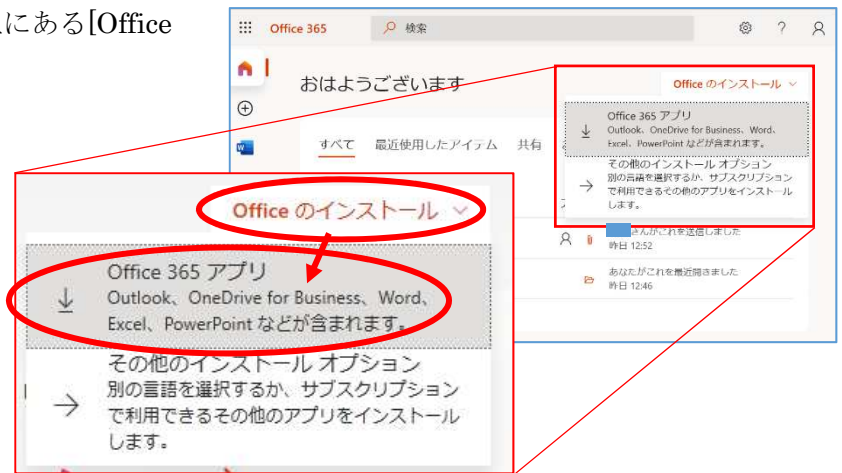 にある[Office
Office 365
検索
?
おはようございます
Office のインストール
Office 365 アプリ
Outlook、OneDrive for Business、Word、
Excel、PowerPoint などが含まれます。
その他のインストール オプション
別の言語を選択するか、サブスクリプション
で利用できるその他のアプリをインストール
します。
すべて 最近使用したアイテム 共有
さんがこれを送信しました
昨日 12:52
あなたがこれを最近開きました
昨日 12:46
Office のインストール
Office 365 アプリ
Outlook、OneDrive for Business、Word、
Excel、PowerPoint などが含まれます。
その他のインストール オプション
別の言語を選択するか、サブスクリプション
で利用できるその他のアプリをインストール
します。